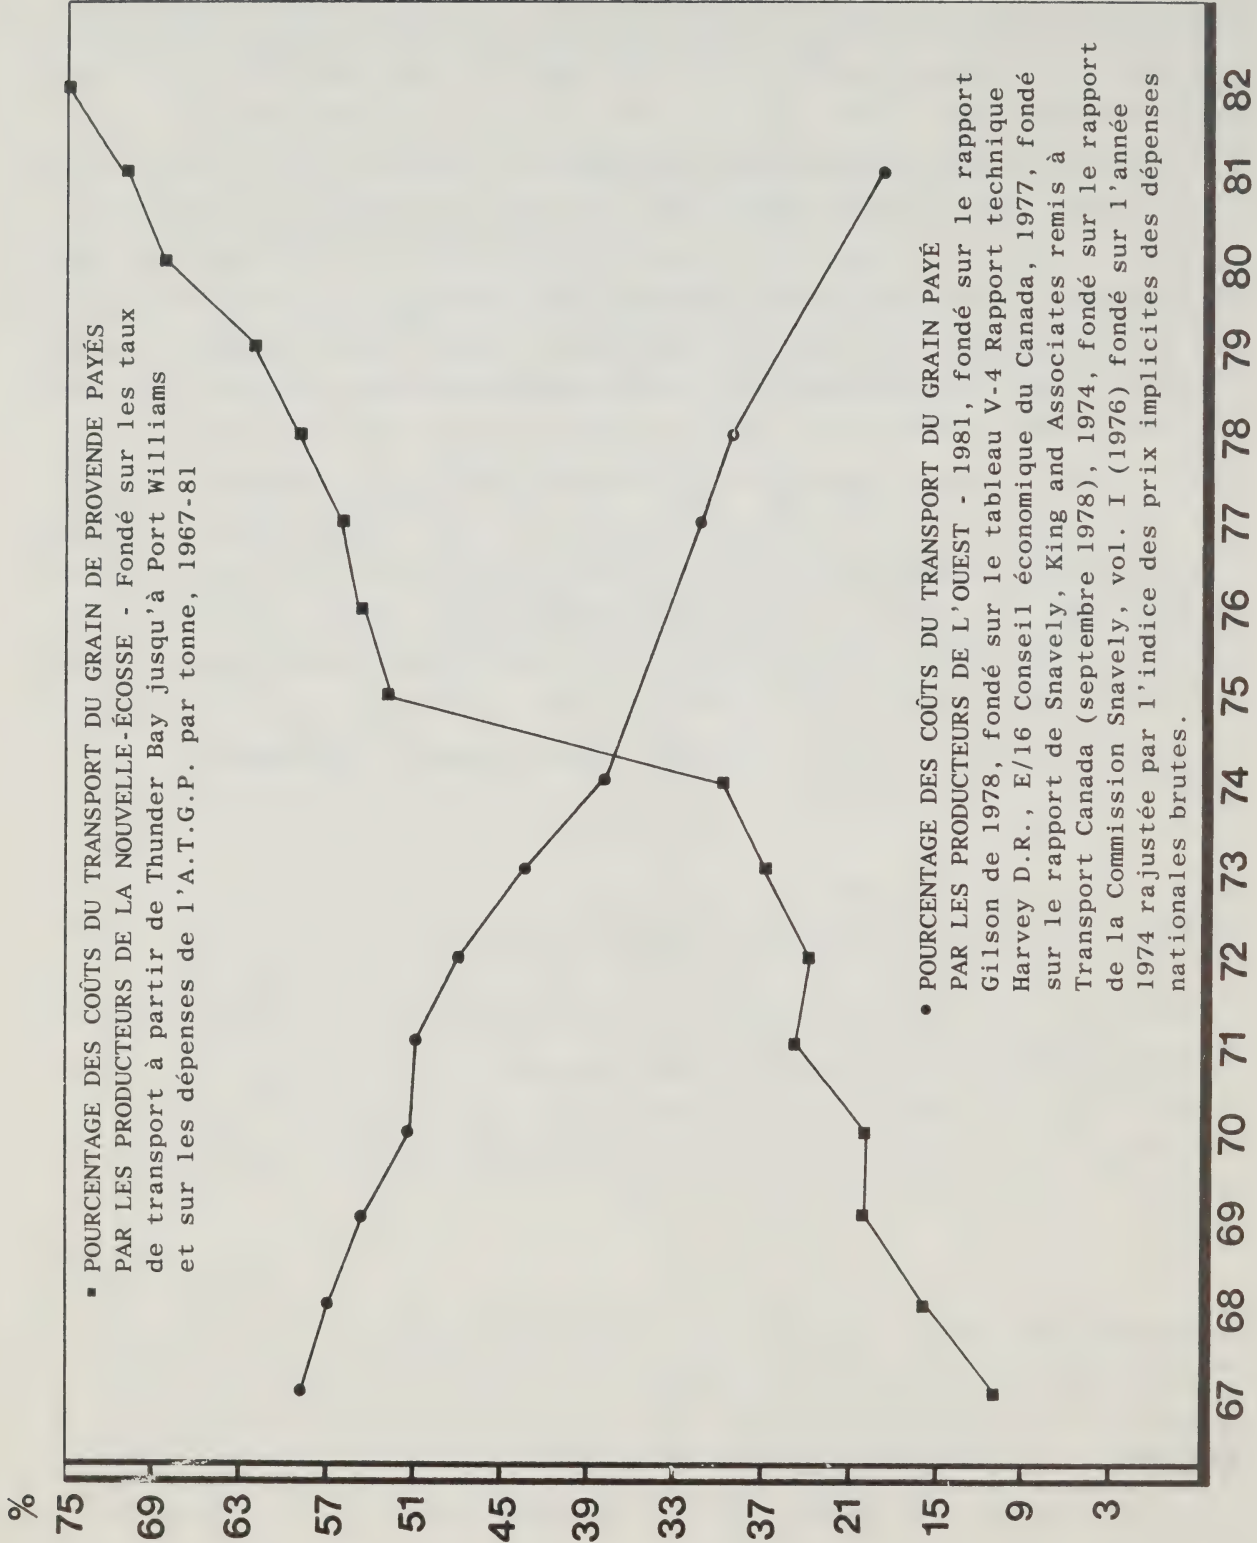 %
75
69
63
57
51
45
39
33
37
21
15
9
3
▪ POURCENTAGE DES COÛTS DU TRANSPORT DU GRAIN DE PROVENDE PAYÉS
PAR LES PRODUCTEURS DE LA NOUVELLE-ÉCOSSE - Fondé sur les taux
de transport à partir de Thunder Bay jusqu'à Port Williams
et sur les dépenses de l'A.T.G.P. par tonne, 1967-81
• POURCENTAGE DES COÛTS DU TRANSPORT DU GRAIN PAYÉ
PAR LES PRODUCTEURS DE L'OUEST - 1981, fondé sur le rapport
Gilson de 1978, fondé sur le tableau V-4 Rapport technique
Harvey D.R., E/16 Conseil économique du Canada, 1977, fondé
sur le rapport de Snavely, King and Associates remis à
Transport Canada (septembre 1978), 1974, fondé sur le rapport
de la Commission Snavely, vol. I (1976) fondé sur l'année
1974 rajustée par l'indice des prix implicites des dépenses
nationales brutes.
67 68 69 70 71 72 73 74 75 76 77 78 79 80 81 82